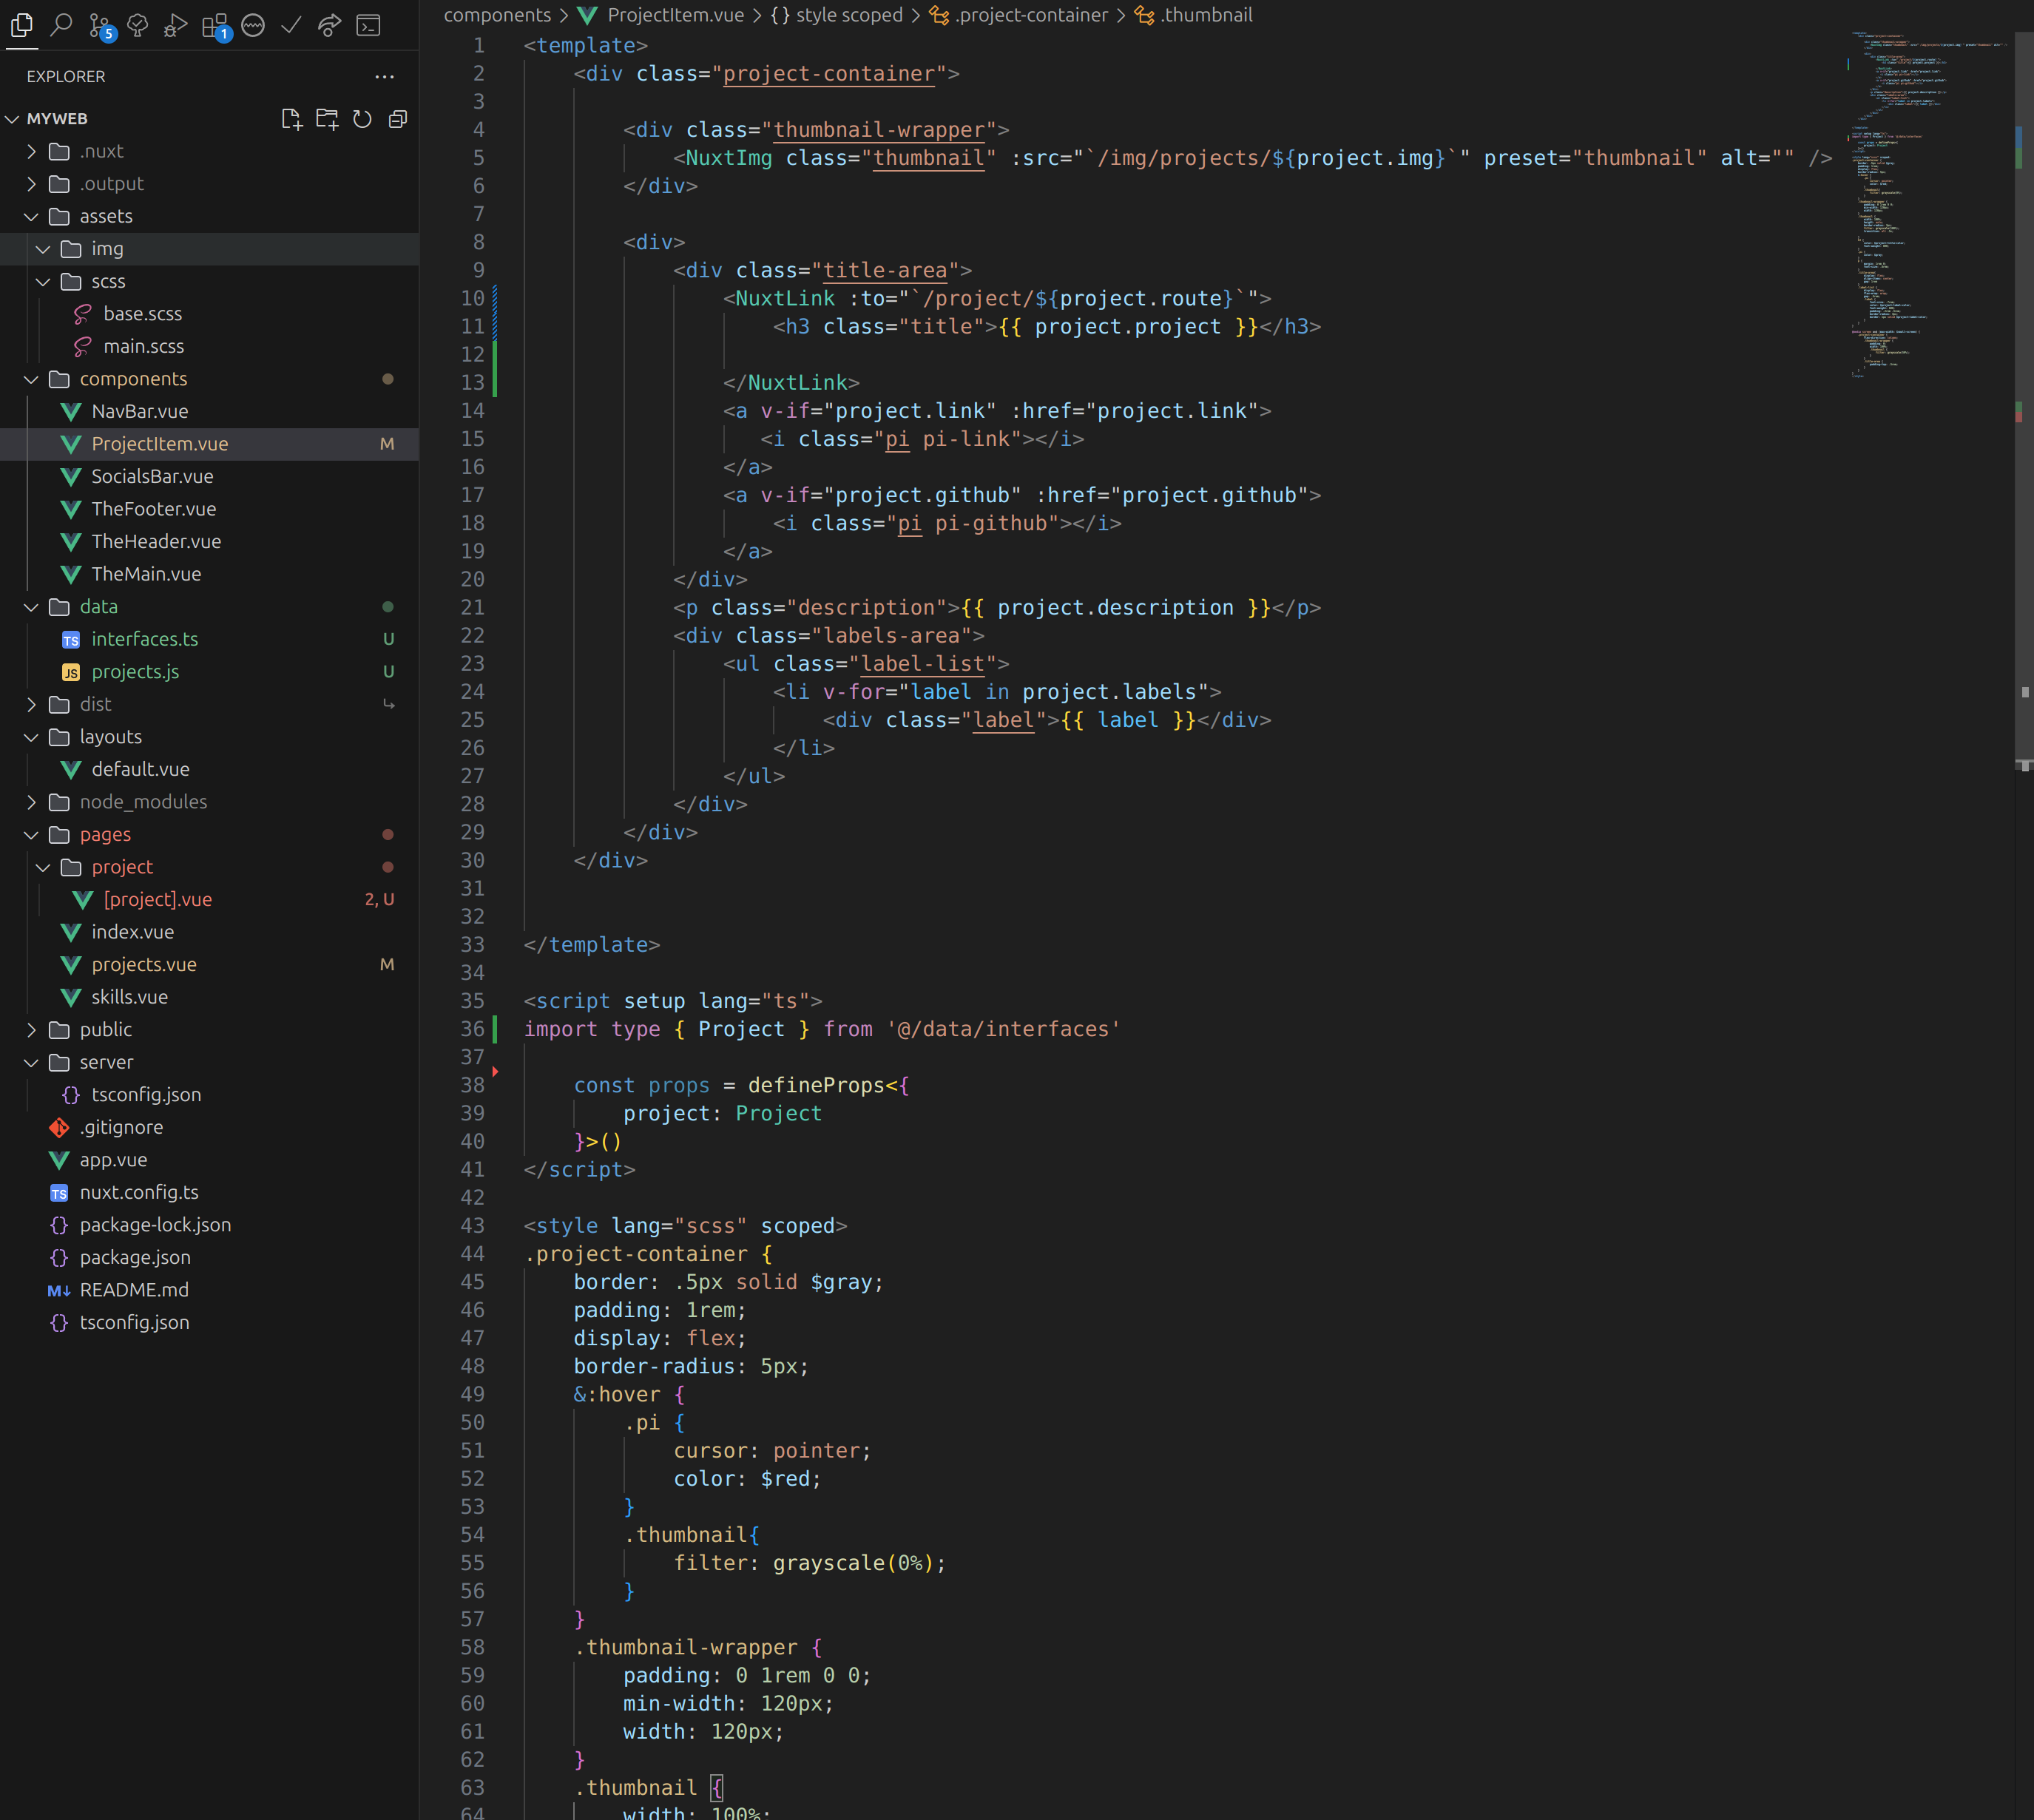 5
1
EXPLORER
MYWEB
.nuxt
.output
assets
img
scss
base.scss
main.scss
components
NavBar.vue
ProjectItem.vue M
SocialsBar.vue
TheFooter.vue
TheHeader.vue
TheMain.vue
data
TS interfaces.ts U
JS projects.js U
dist
layouts
default.vue
node_modules
pages
project
[project].vue 2, U
index.vue
projects.vue M
skills.vue
public
server
{} tsconfig.json
.gitignore
app.vue
TS nuxt.config.ts
{} package-lock.json
{} package.json
M↓ README.md
{} tsconfig.json
components > ProjectItem.vue > {} style scoped > .project-container > .thumbnail
1 <template>
2     <div class="project-container">
3
4         <div class="thumbnail-wrapper">
5             <NuxtImg class="thumbnail" :src="`/img/projects/${project.img}`" preset="thumbnail" alt="" />
6         </div>
7
8         <div>
9             <div class="title-area">
10                 <NuxtLink :to="`/project/${project.route}`">
11                     <h3 class="title">{{ project.project }}</h3>
12
13                 </NuxtLink>
14                 <a v-if="project.link" :href="project.link">
15                    <i class="pi pi-link"></i>
16                 </a>
17                 <a v-if="project.github" :href="project.github">
18                     <i class="pi pi-github"></i>
19                 </a>
20             </div>
21             <p class="description">{{ project.description }}</p>
22             <div class="labels-area">
23                 <ul class="label-list">
24                     <li v-for="label in project.labels">
25                         <div class="label">{{ label }}</div>
26                     </li>
27                 </ul>
28             </div>
29         </div>
30     </div>
31
32
33 </template>
34
35 <script setup lang="ts">
36 import type { Project } from '@/data/interfaces'
37
38     const props = defineProps<{
39         project: Project
40     }>()
41 </script>
42
43 <style lang="scss" scoped>
44 .project-container {
45     border: .5px solid $gray;
46     padding: 1rem;
47     display: flex;
48     border-radius: 5px;
49     &:hover {
50         .pi {
51             cursor: pointer;
52             color: $red;
53         }
54         .thumbnail{
55             filter: grayscale(0%);
56         }
57     }
58     .thumbnail-wrapper {
59         padding: 0 1rem 0 0;
60         min-width: 120px;
61         width: 120px;
62     }
63     .thumbnail {
64         width: 100%;